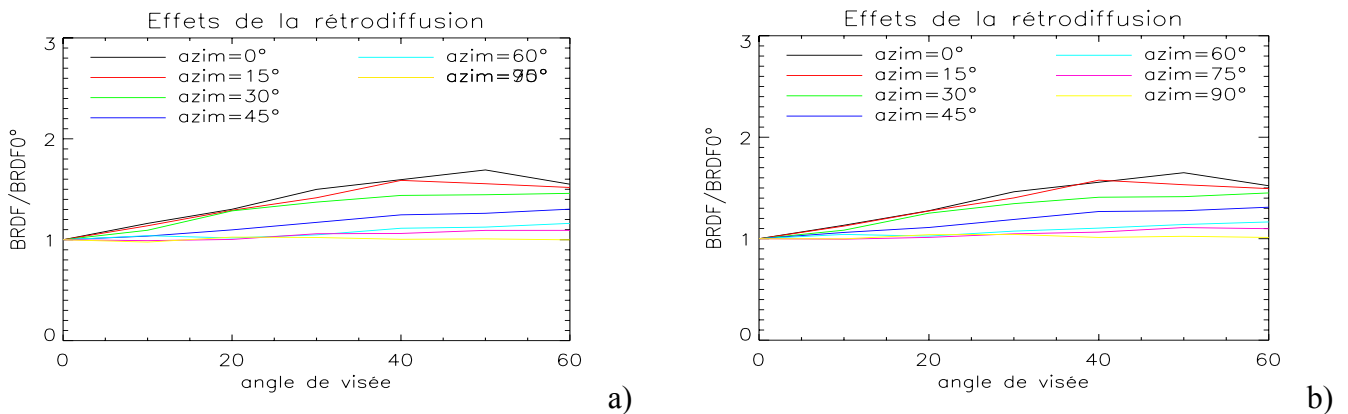 Effets de la rétrodiffusion
3
azim=0°
azim=15°
azim=30°
azim=45°
azim=60°
azim=90°
2
1
0
BRDF/BRDF0°
0 20 40 60
angle de visée
a)
Effets de la rétrodiffusion
3
azim=0°
azim=15°
azim=30°
azim=45°
azim=60°
azim=75°
azim=90°
2
1
0
BRDF/BRDF0°
0 20 40 60
angle de visée
b)